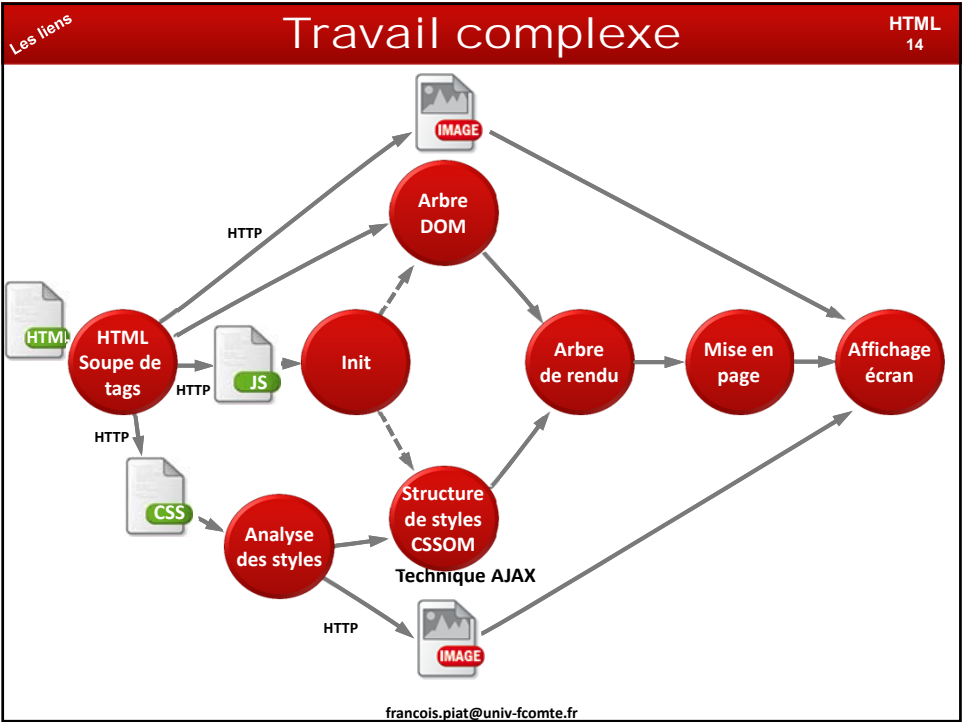 Les liens
Travail complexe
HTML
14
IMAGE
Arbre
DOM
HTTP
HTML
HTML
Soupe de
tags
HTTP
JS
Init
Arbre
de rendu
Mise en
page
Affichage
écran
HTTP
CSS
Analyse
des styles
Structure
de styles
CSSOM
Technique AJAX
HTTP
IMAGE
francois.piat@univ-fcomte.fr